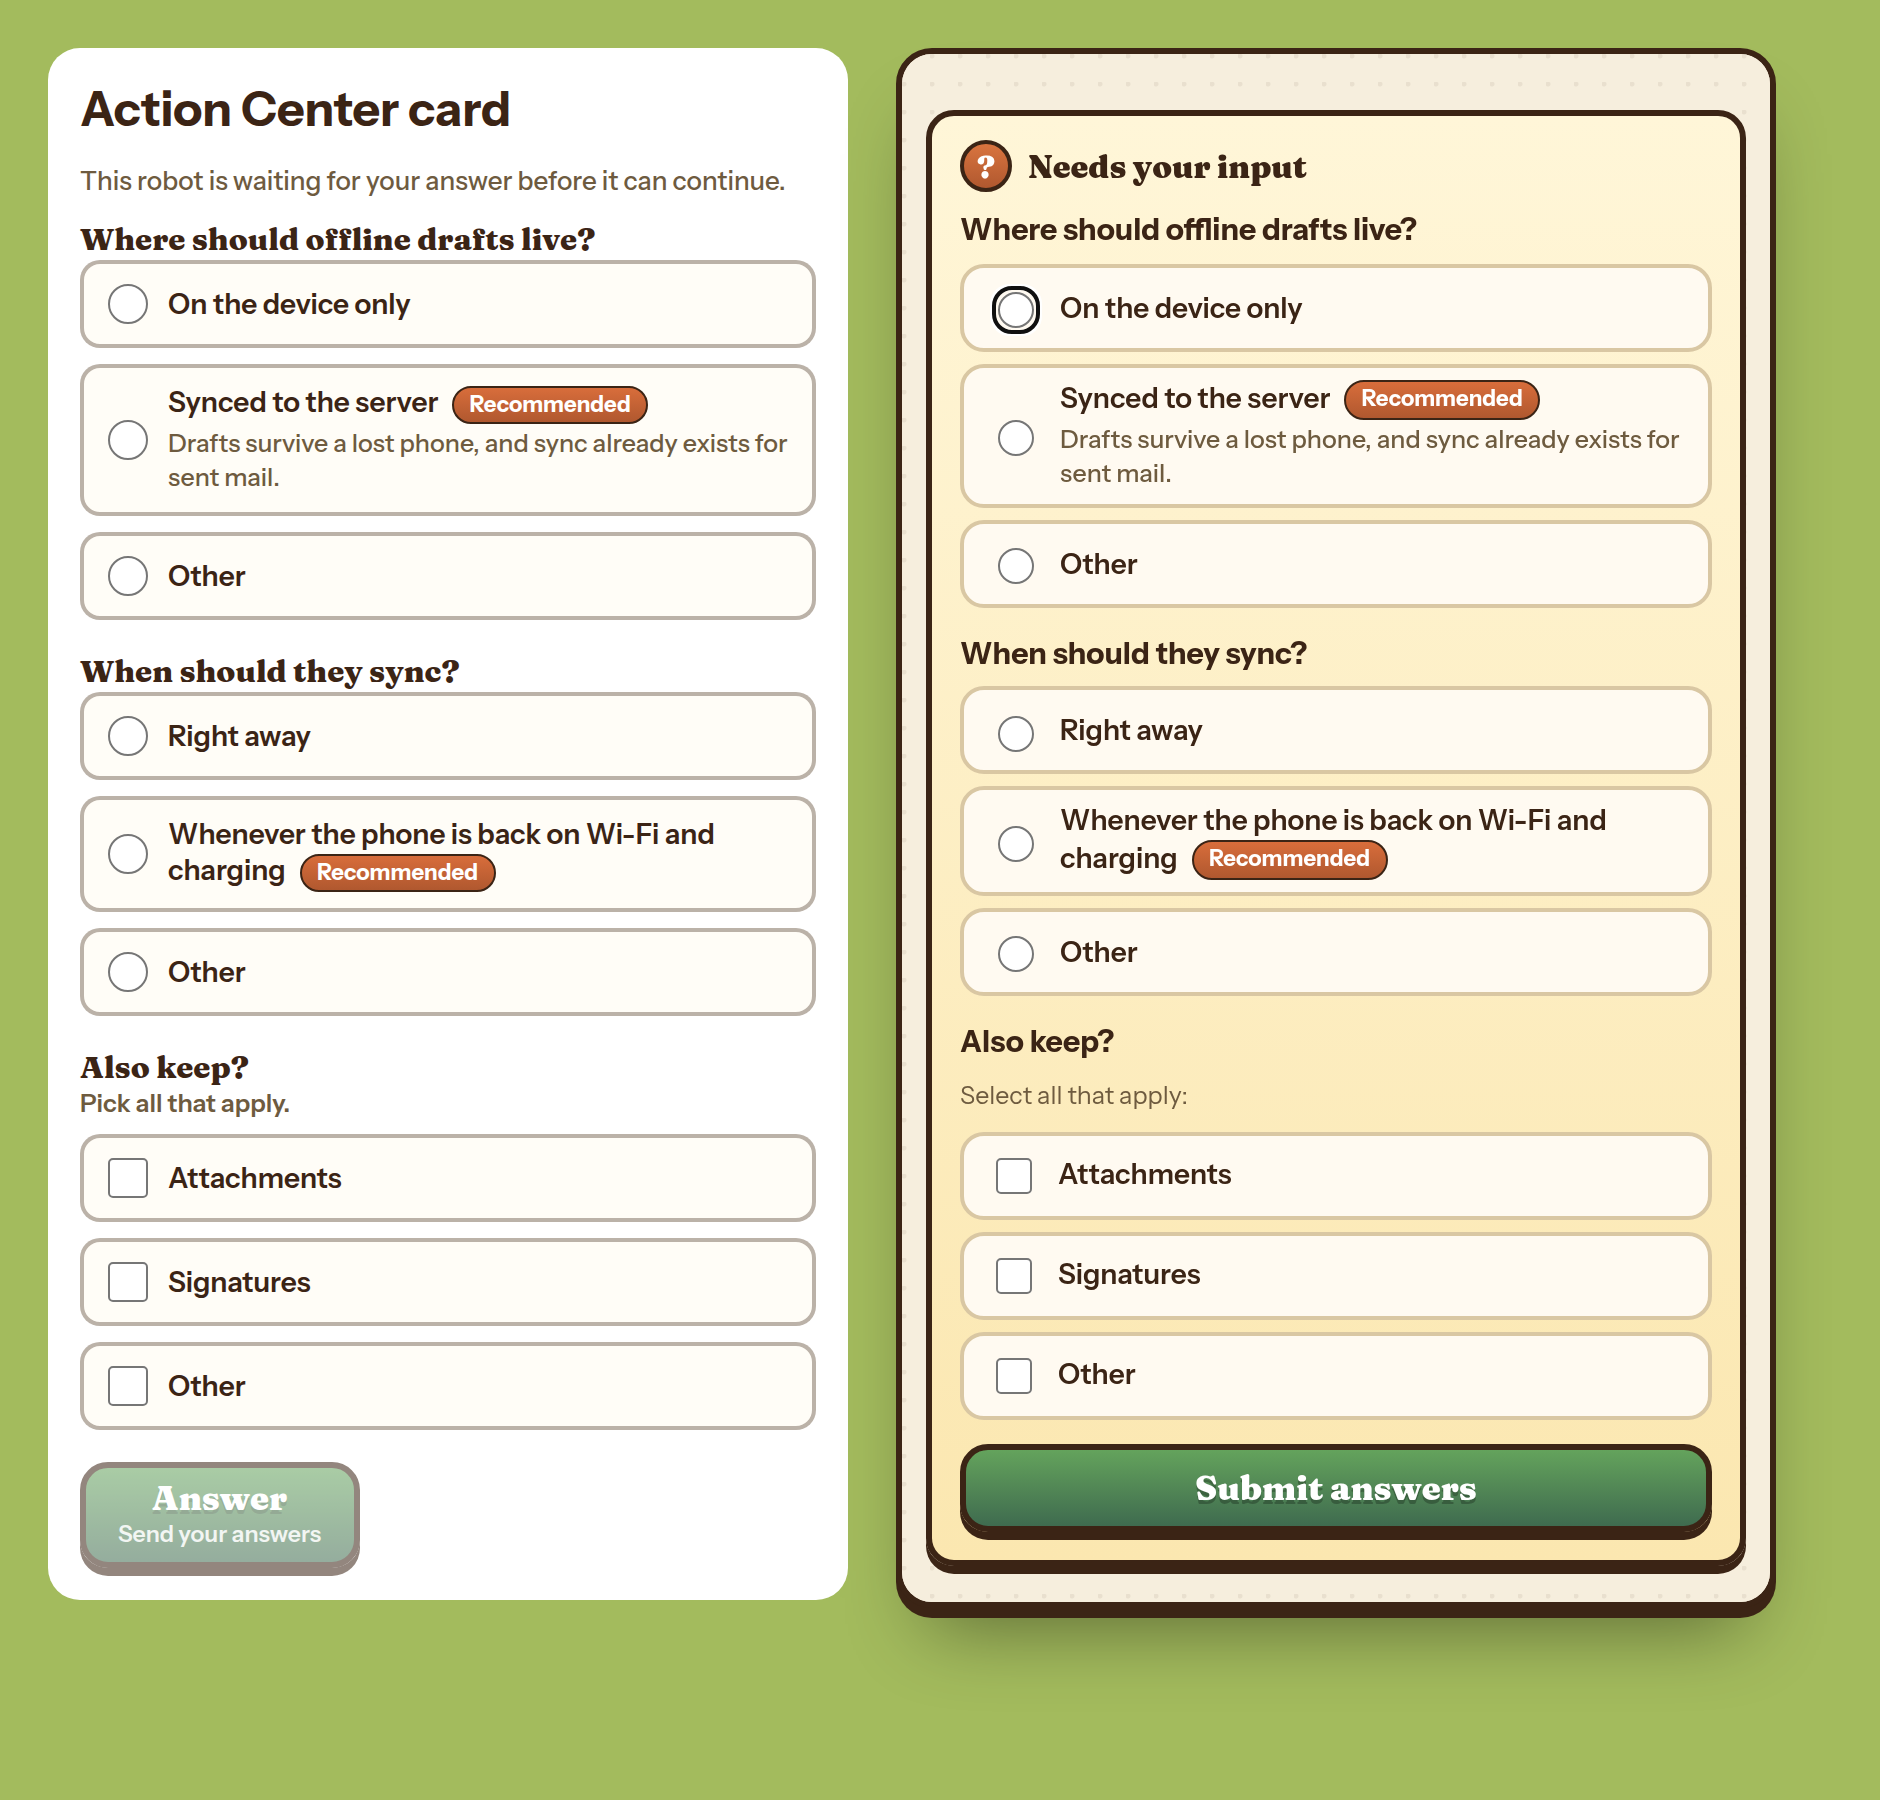 Action Center card
This robot is waiting for your answer before it can continue.
Where should offline drafts live?
On the device only
Synced to the server Recommended
Drafts survive a lost phone, and sync already exists for
sent mail.
Other
When should they sync?
Right away
Whenever the phone is back on Wi-Fi and
charging Recommended
Other
Also keep?
Pick all that apply.
Attachments
Signatures
Other
Answer
Send your answers
? Needs your input
Where should offline drafts live?
On the device only
Synced to the server Recommended
Drafts survive a lost phone, and sync already exists for
sent mail.
Other
When should they sync?
Right away
Whenever the phone is back on Wi-Fi and
charging Recommended
Other
Also keep?
Select all that apply:
Attachments
Signatures
Other
Submit answers